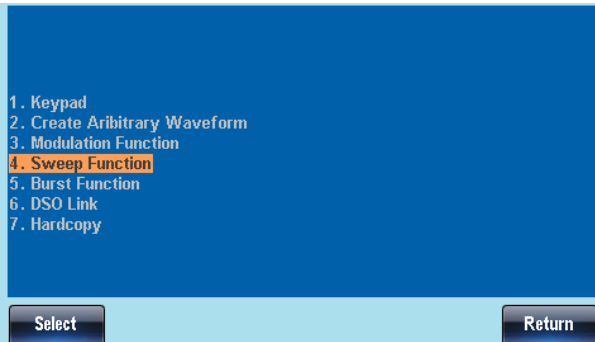 1. Keypad
2. Create Aribitrary Waveform
3. Modulation Function
4. Sweep Function
5. Burst Function
6. DSO Link
7. Hardcopy
Select
Return